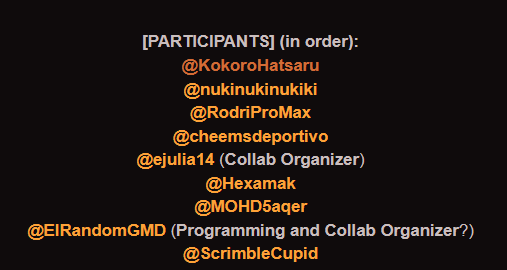 [PARTICIPANTS] (in order):
@KokoroHatsaru
@nukinukinukiki
@RodriProMax
@cheemsdeportivo
@ejulia14 (Collab Organizer)
@Hexamak
@MOHD5aqer
@ElRandomGMD (Programming and Collab Organizer?)
@ScrimbleCupid